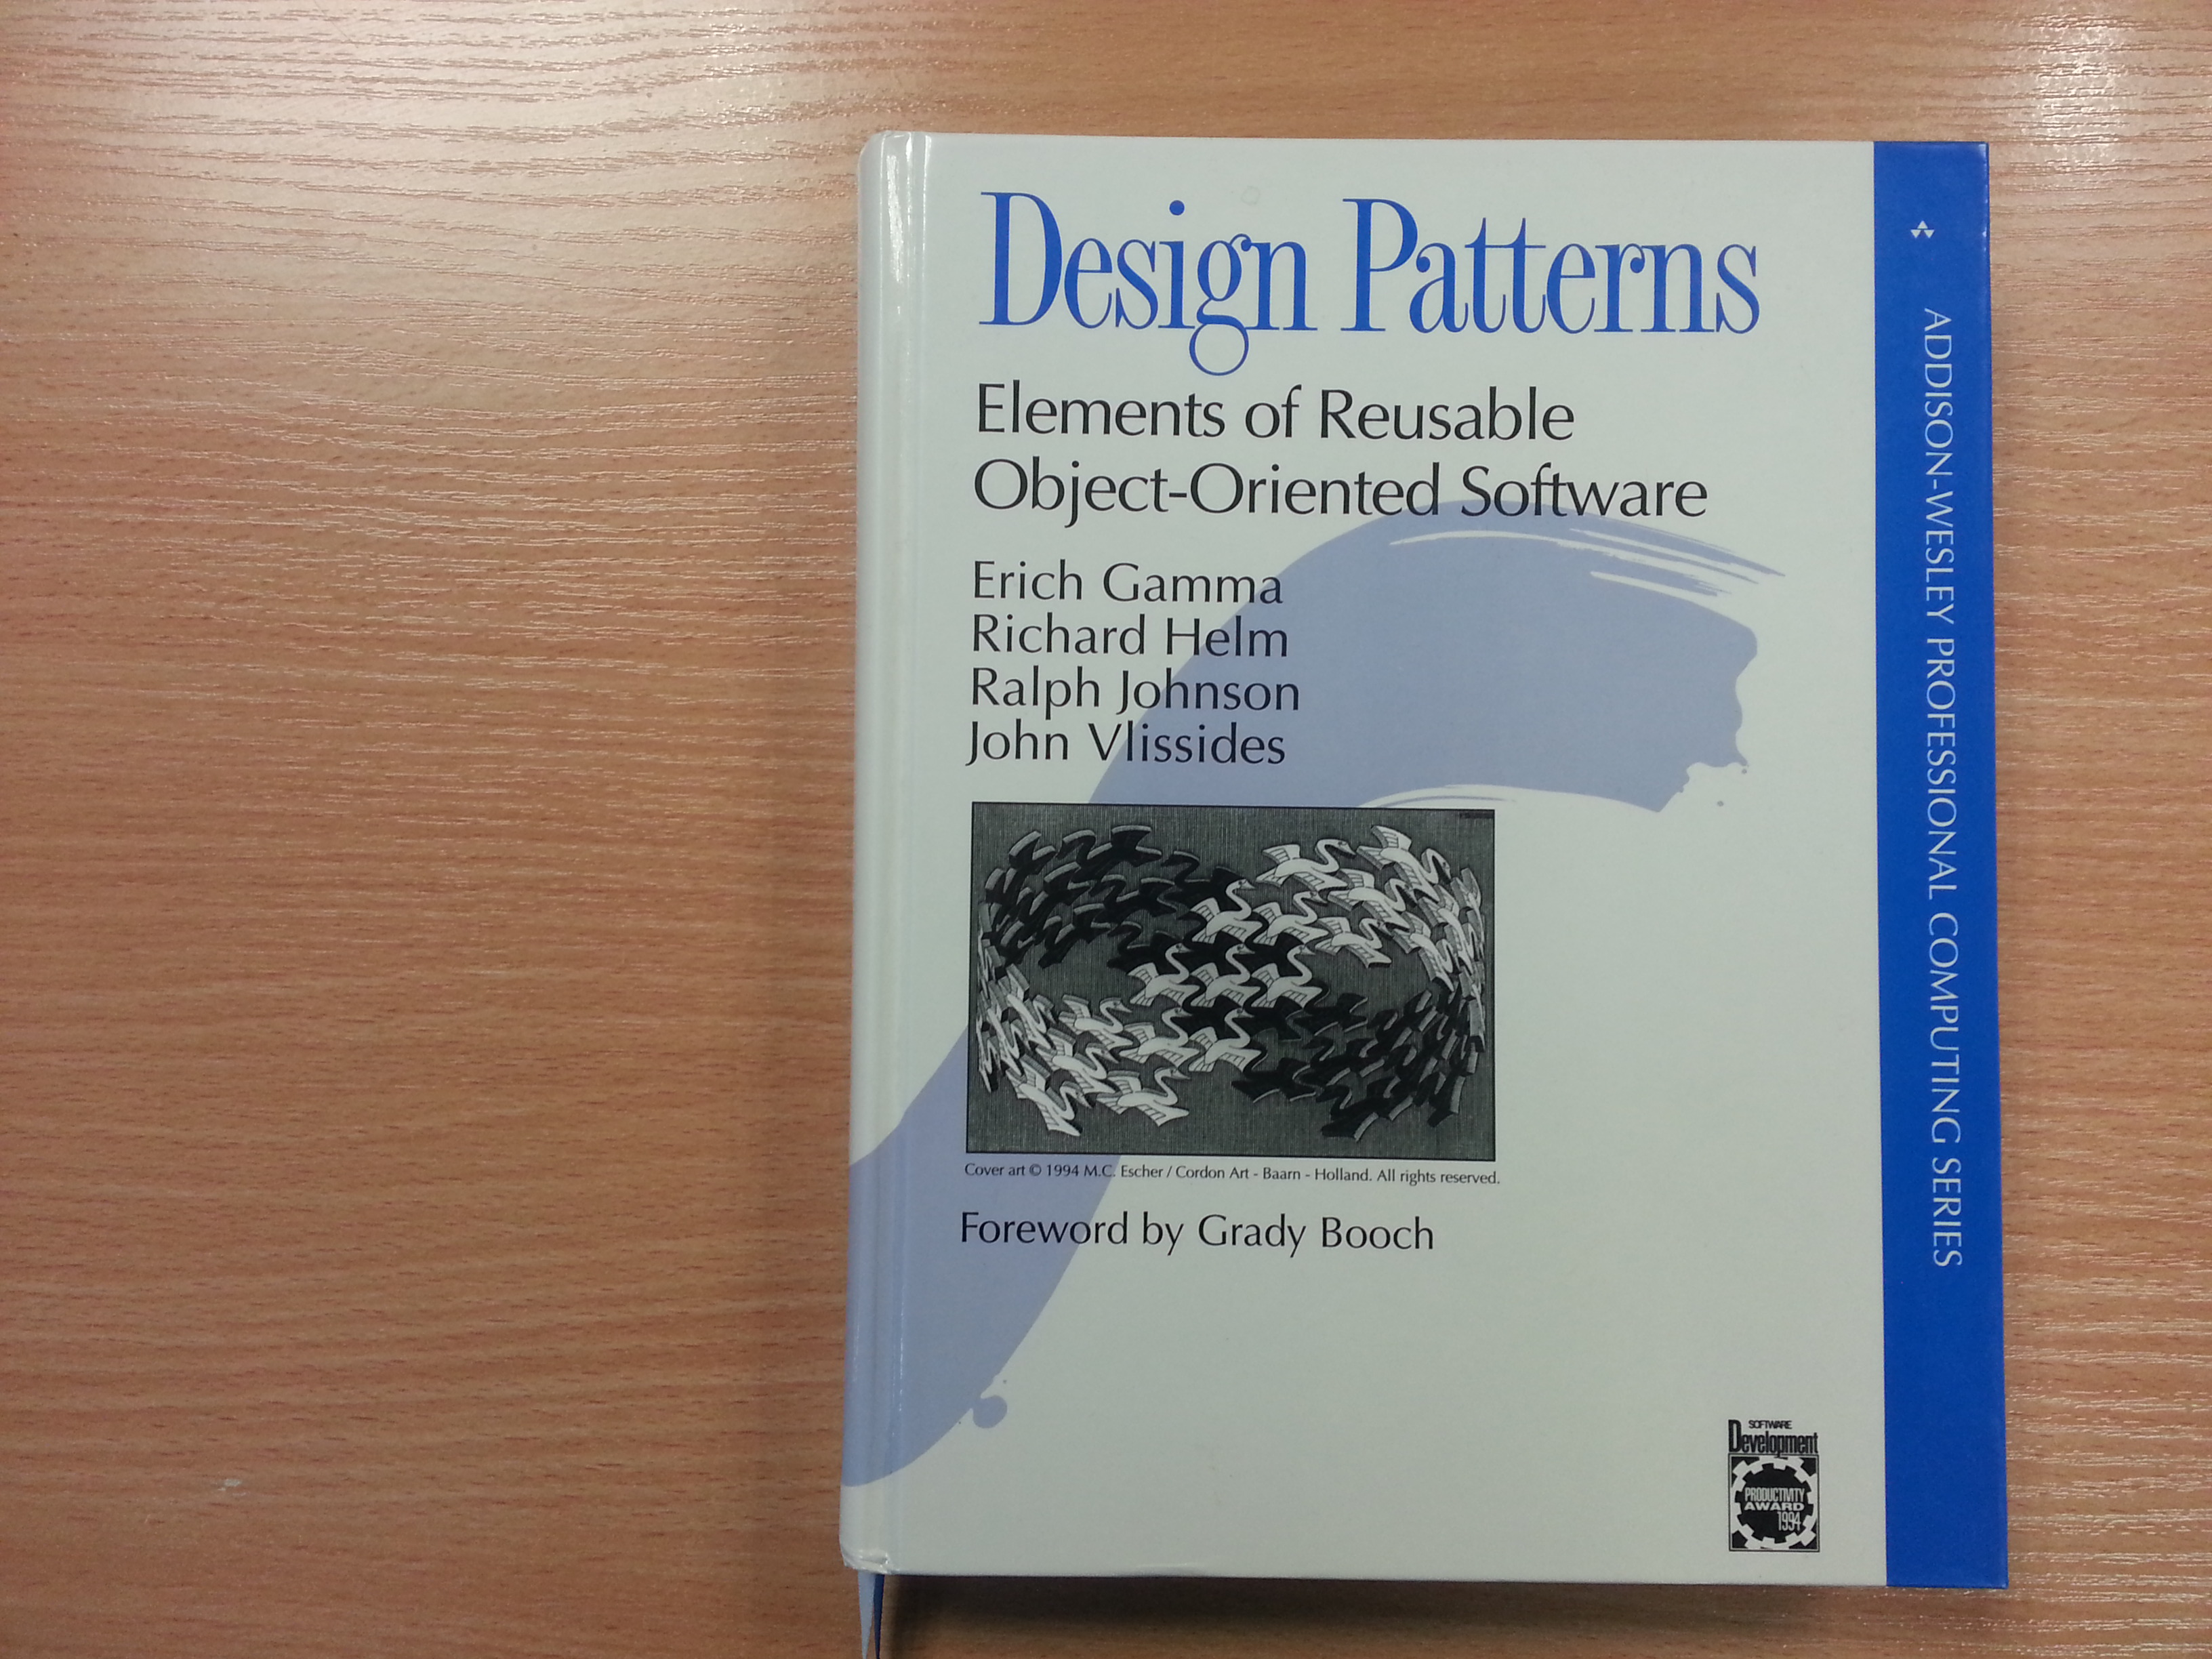 Design Patterns
Elements of Reusable
Object-Oriented Software
Erich Gamma
Richard Helm
Ralph Johnson
John Vlissides
Cover art © 1994 M.C. Escher / Cordon Art - Baarn - Holland. All rights reserved.
Foreword by Grady Booch
SOFTWARE
Development
PRODUCTIVITY
AWARD
1994
ADDISON-WESLEY PROFESSIONAL COMPUTING SERIES